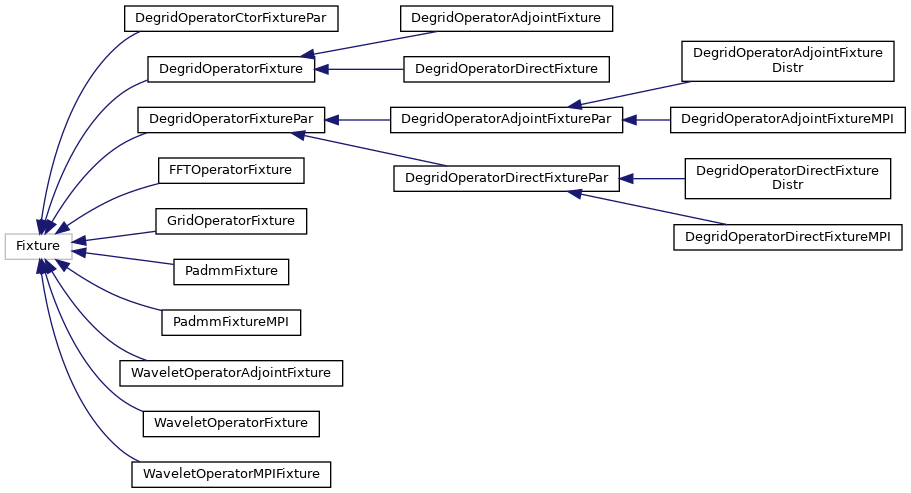 DegridOperatorCtorFixturePar
DegridOperatorAdjointFixture
DegridOperatorFixture
DegridOperatorDirectFixture
DegridOperatorAdjointFixture
Distr
DegridOperatorFixturePar
DegridOperatorAdjointFixturePar
DegridOperatorAdjointFixtureMPI
FFTOperatorFixture
DegridOperatorDirectFixturePar
DegridOperatorDirectFixture
Distr
GridOperatorFixture
DegridOperatorDirectFixtureMPI
Fixture
PadmmFixture
PadmmFixtureMPI
WaveletOperatorAdjointFixture
WaveletOperatorFixture
WaveletOperatorMPIFixture